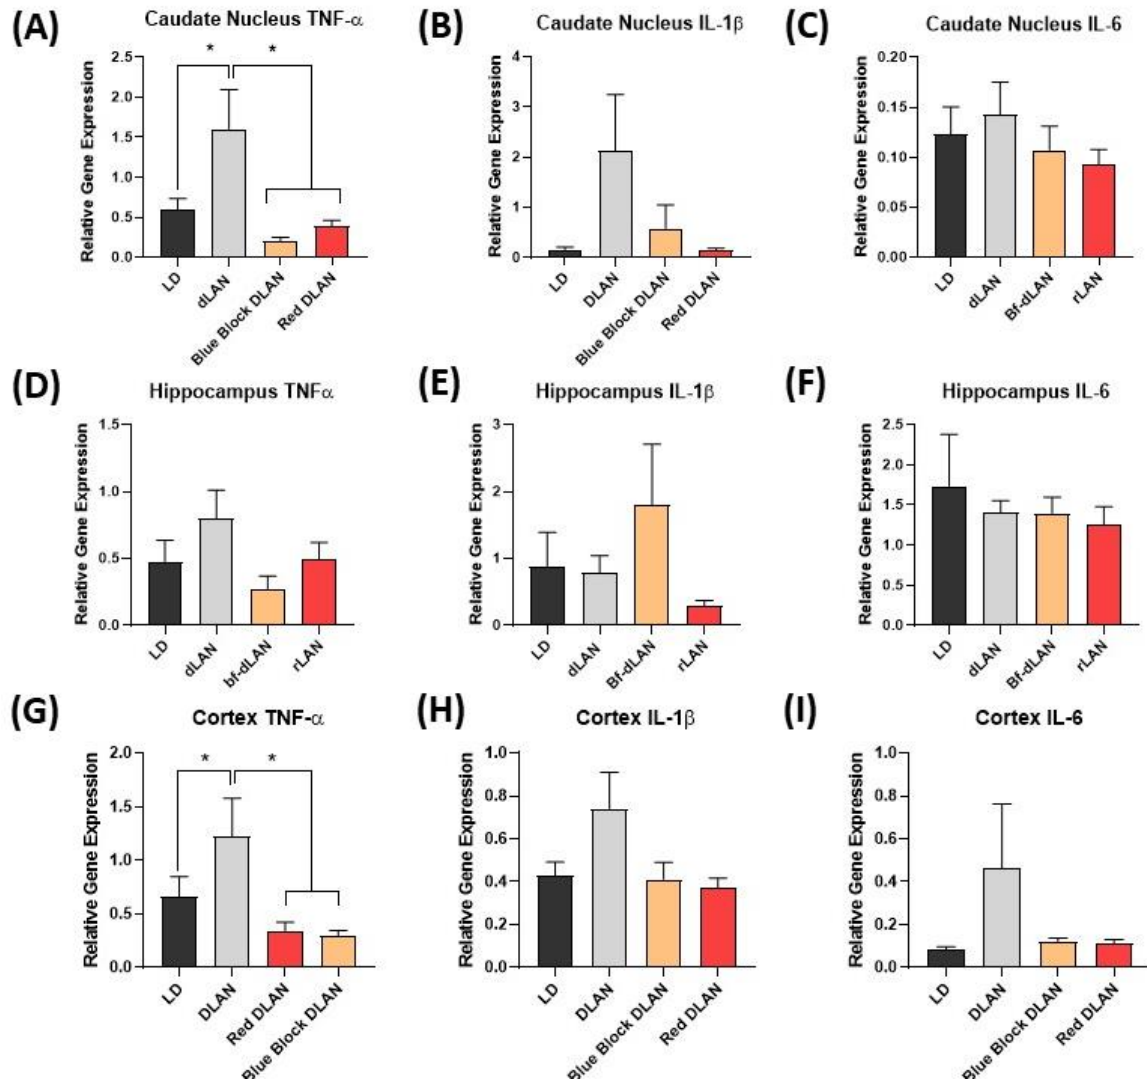 (A)
Caudate Nucleus TNF-α
Relative Gene Expression
2.5
2.0
1.5
1.0
0.5
0.0
*
*
LD
dLAN
Blue Block DLAN
Red DLAN
(B)
Caudate Nucleus IL-1β
Relative Gene Expression
4
3
2
1
0
LD
DLAN
Blue Block DLAN
Red DLAN
(C)
Caudate Nucleus IL-6
Relative Gene Expression
0.20
0.15
0.10
0.05
0.00
LD
dLAN
Bf-dLAN
rLAN
(D)
Hippocampus TNFα
Relative Gene Expression
1.5
1.0
0.5
0.0
LD
dLAN
bf-dLAN
rLAN
(E)
Hippocampus IL-1β
Relative Gene Expression
3
2
1
0
LD
dLAN
Bf-dLAN
rLAN
(F)
Hippocampus IL-6
Relative Gene Expression
2.5
2.0
1.5
1.0
0.5
0.0
LD
dLAN
Bf-dLAN
rLAN
(G)
Cortex TNF-α
Relative Gene Expression
2.0
1.5
1.0
0.5
0.0
*
*
LD
DLAN
Red DLAN
Blue Block DLAN
(H)
Cortex IL-1β
Relative Gene Expression
1.0
0.8
0.6
0.4
0.2
0.0
LD
DLAN
Blue Block DLAN
Red DLAN
(I)
Cortex IL-6
Relative Gene Expression
1.0
0.8
0.6
0.4
0.2
0.0
LD
DLAN
Blue Block DLAN
Red DLAN